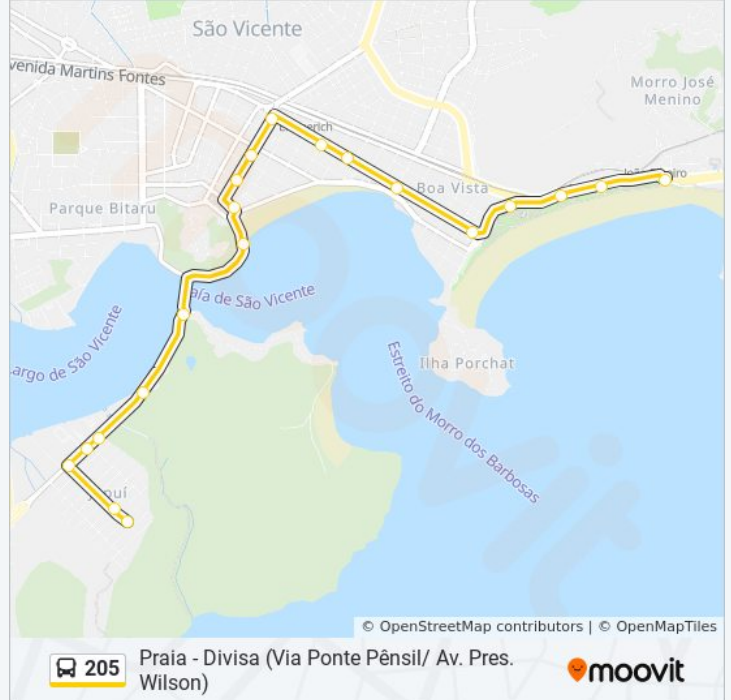 São Vicente
venida Martins Fontes
Morro José
Menino
Boa Vista
Parque Bitaru
aía de São Vicente
argo de São Vicente
Ilha Porchat
Estreito do Morro dos Barbosas
© OpenStreetMap contributors | © OpenMapTiles
205
Praia - Divisa (Via Ponte Pênsil/ Av. Pres.
Wilson)
moovit